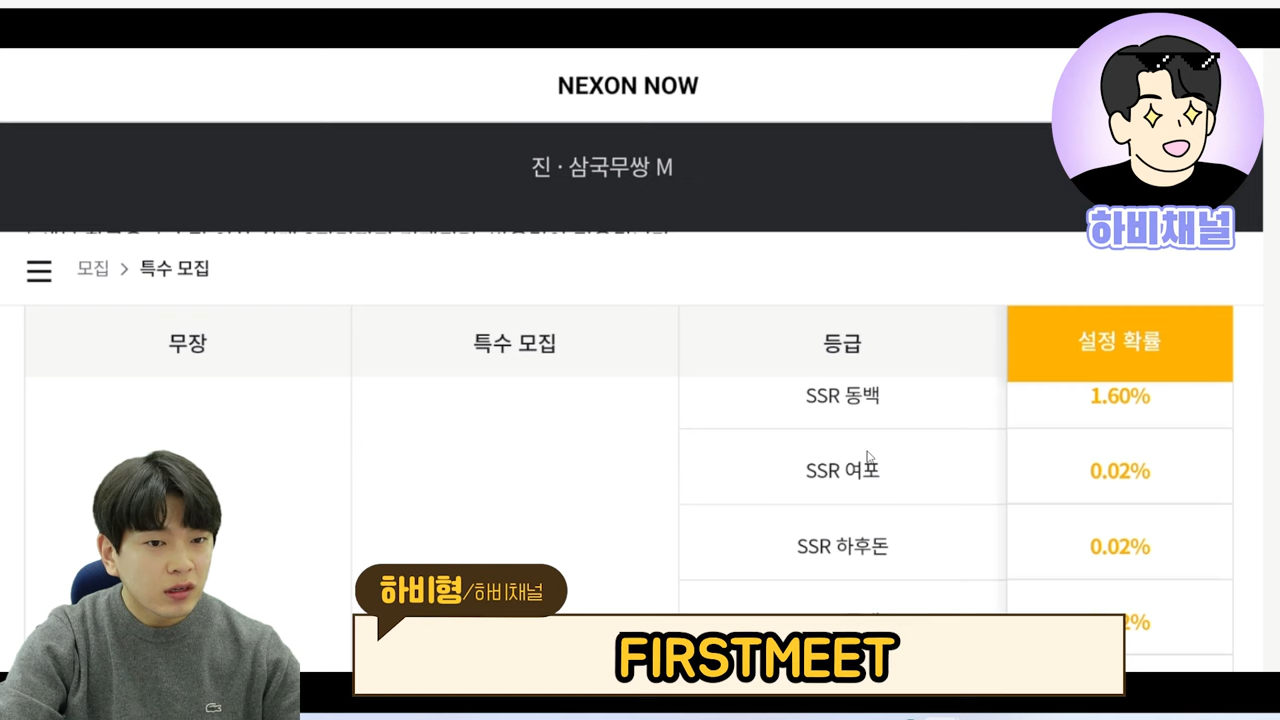 NEXON NOW
진 · 삼국무쌍 M
하비채널
모집 > 특수 모집
무장 특수 모집 등급 설정 확률
SSR 동백 1.60%
SSR 여포 0.02%
SSR 하후돈 0.02%
하비형/하비채널
FIRSTMEET